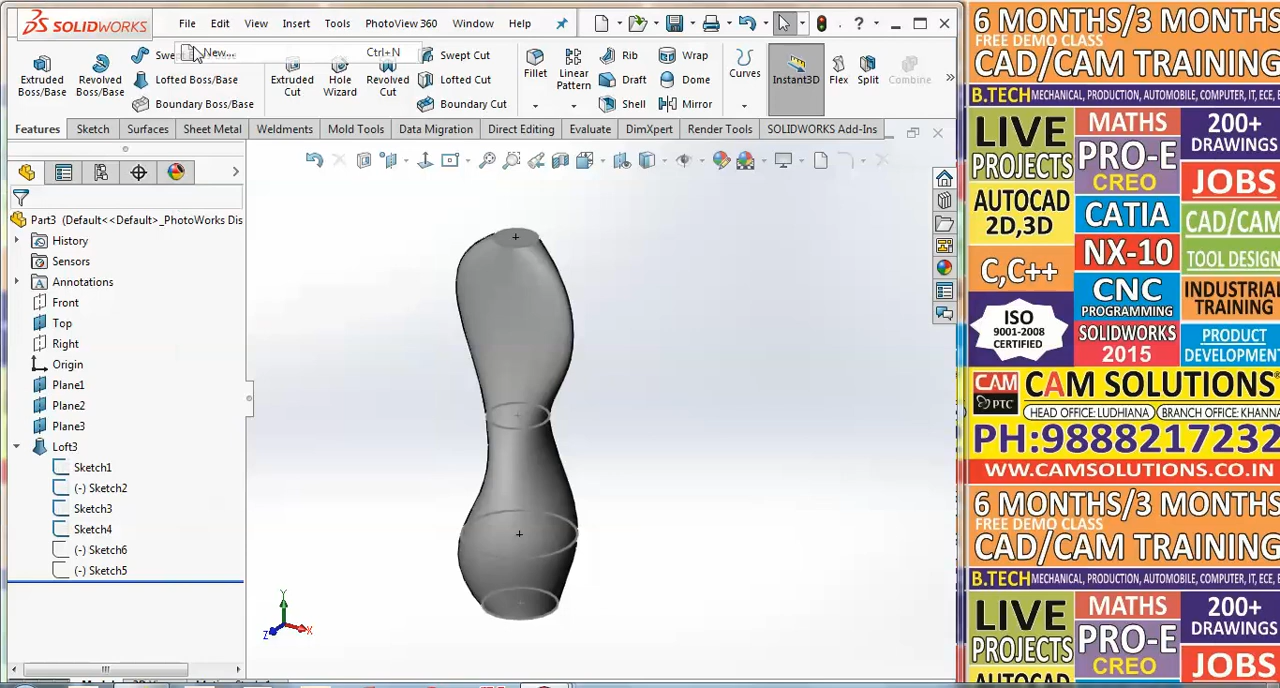 SOLIDWORKS
File Edit View Insert Tools PhotoView 360 Window Help
New... Ctrl+N
Extruded Boss/Base
Revolved Boss/Base
Lofted Boss/Base
Boundary Boss/Base
Extruded Cut
Hole Wizard
Revolved Cut
Swept Cut
Lofted Cut
Boundary Cut
Fillet
Linear Pattern
Rib
Draft
Shell
Wrap
Dome
Mirror
Curves
Instant3D
Flex
Split
Combine
Features Sketch Surfaces Sheet Metal Weldments Mold Tools Data Migration Direct Editing Evaluate DimXpert Render Tools SOLIDWORKS Add-Ins
Part3 (Default<<Default>_PhotoWorks Dis
History
Sensors
Annotations
Front
Top
Right
Origin
Plane1
Plane2
Plane3
Loft3
Sketch1
(-) Sketch2
Sketch3
Sketch4
(-) Sketch6
(-) Sketch5
Y
Z
X
6 MONTHS/3 MONTHS
FREE DEMO CLASS
CAD/CAM TRAINING
B.TECH MECHANICAL, PRODUCTION, AUTOMOBILE, COMPUTER, IT, ECE, E
LIVE PROJECTS
MATHS
PRO-E
CREO
200+
DRAWINGS
JOBS
AUTOCAD
2D,3D
CATIA
CAD/CAM
TOOL DESIGN
C,C++
NX-10
CNC
PROGRAMMING
INDUSTRIAL
TRAINING
ISO
9001-2008
CERTIFIED
SOLIDWORKS
2015
PRODUCT
DEVELOPMENT
CAM
PTC
CAM SOLUTIONS
HEAD OFFICE: LUDHIANA BRANCH OFFICE: KHANNA
PH:9888217232
WW.CAMSOLUTIONS.CO.IN
6 MONTHS/3 MONTHS
FREE DEMO CLASS
CAD/CAM TRAINING
B.TECH MECHANICAL, PRODUCTION, AUTOMOBILE, COMPUTER, IT, ECE, E
LIVE
PROJECTS
MATHS
PRO-E
CREO
200+
DRAWINGS
JOBS